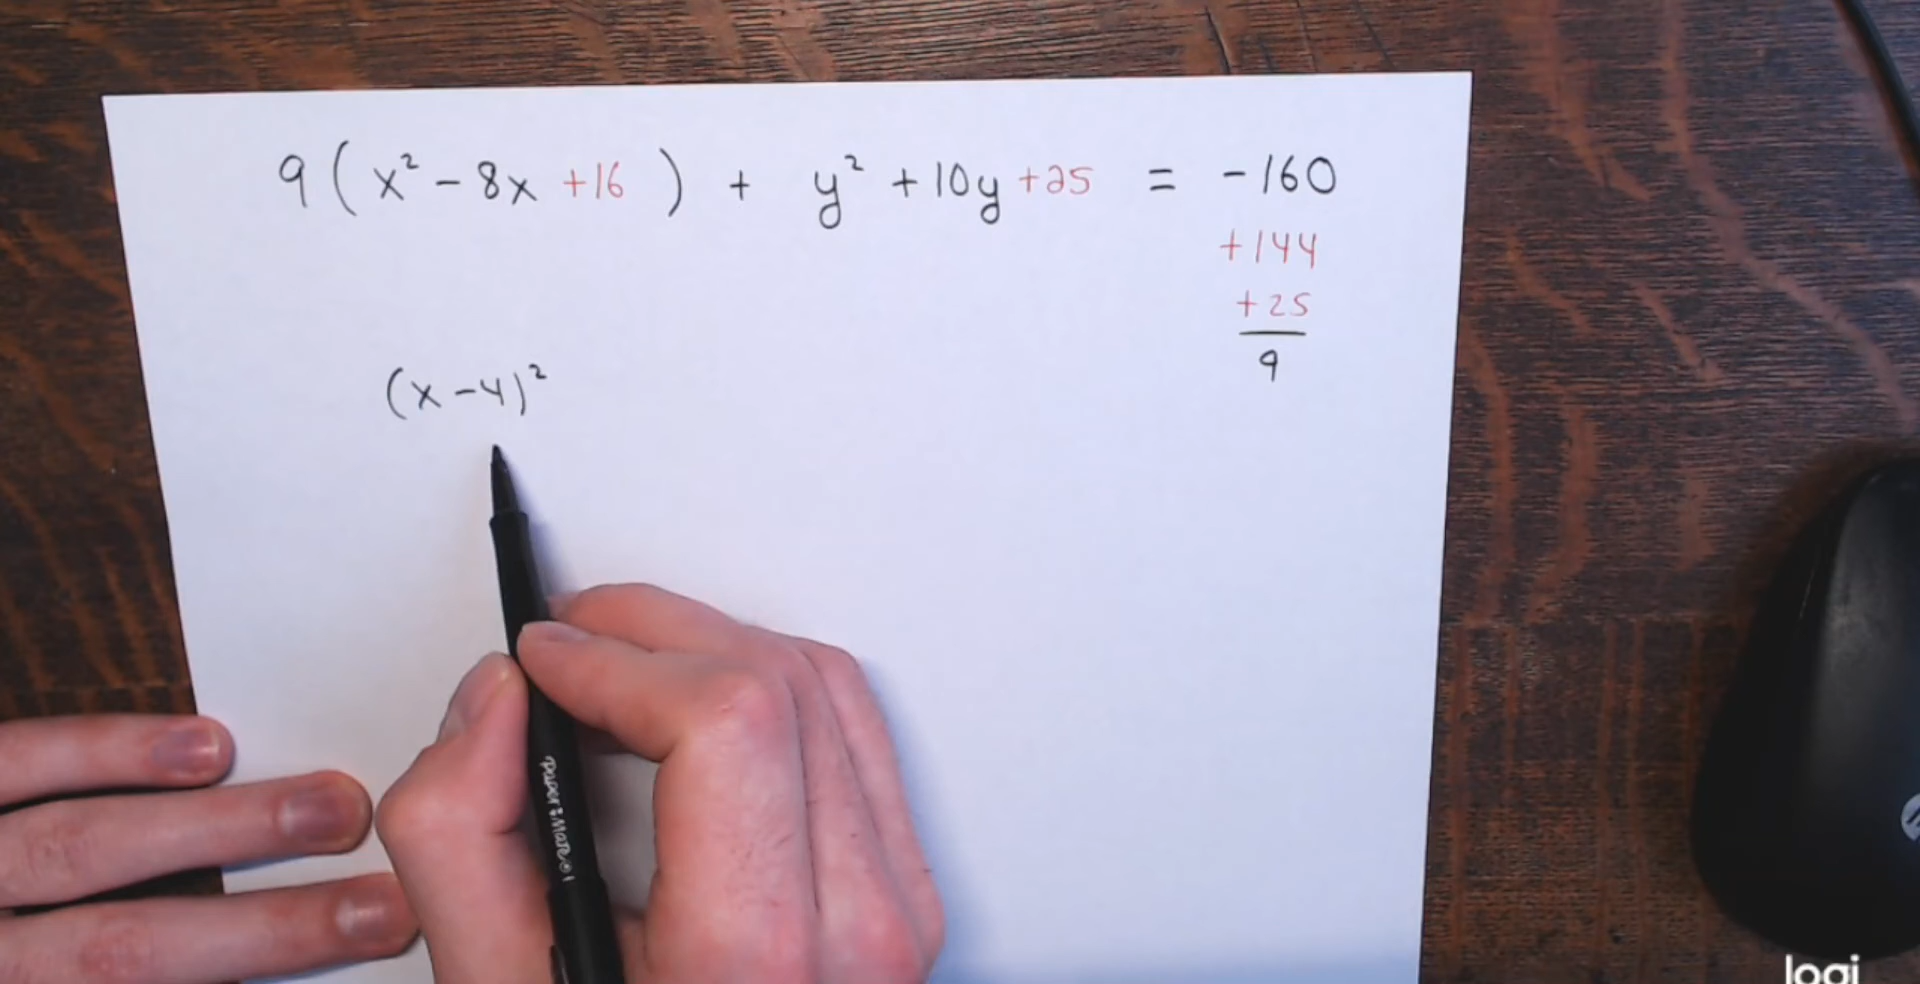 9(x² - 8x +16) + y² + 10y +25 = -160
+144
+25
9
(x - 4)²
paper:mate
logi